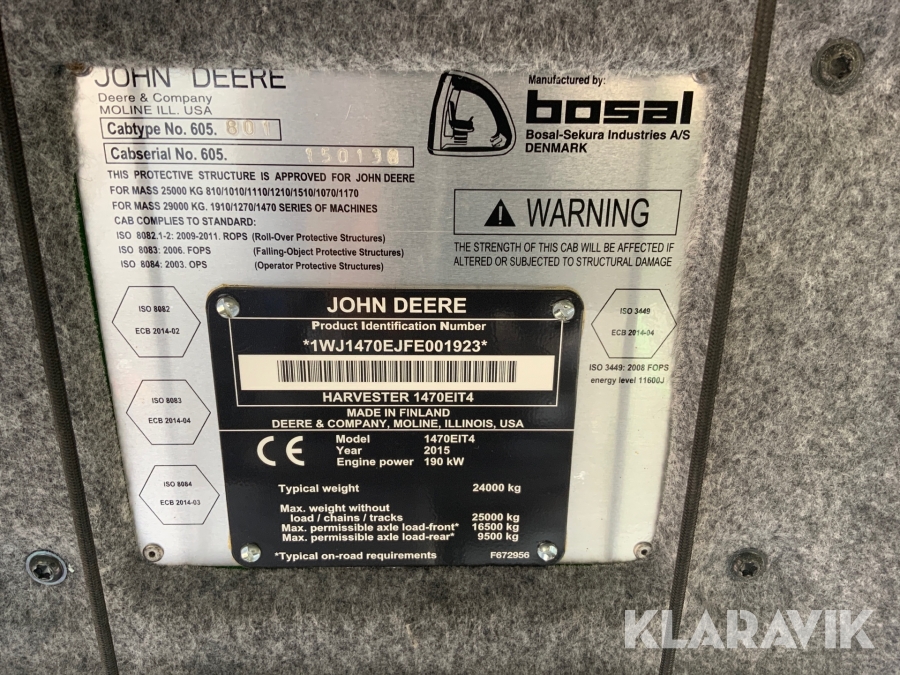 JOHN DEERE
Deere & Company
MOLINE ILL. USA
Cabtype No. 605. 801
Cabserial No. 605. 150138
THIS PROTECTIVE STRUCTURE IS APPROVED FOR JOHN DEERE
FOR MASS 25000 KG 810/1010/1110/1210/1510/1070/1170
FOR MASS 29000 KG. 1910/1270/1470 SERIES OF MACHINES
CAB COMPLIES TO STANDARD:
ISO 8082.1-2: 2009-2011. ROPS (Roll-Over Protective Structures)
ISO 8083: 2006. FOPS (Falling-Object Protective Structures)
ISO 8084: 2003. OPS (Operator Protective Structures)
Manufactured by:
bosal
Bosal-Sekura Industries A/S
DENMARK
WARNING
THE STRENGTH OF THIS CAB WILL BE AFFECTED IF
ALTERED OR SUBJECTED TO STRUCTURAL DAMAGE
ISO 8082
ECB 2014-02
ISO 8083
ECB 2014-04
ISO 8084
ECB 2014-03
ISO 3449
ECB 2014-04
ISO 3449: 2008 FOPS
energy level 11600J
JOHN DEERE
Product Identification Number
*1WJ1470EJFE001923*
HARVESTER 1470EIT4
MADE IN FINLAND
DEERE & COMPANY, MOLINE, ILLINOIS, USA
CE
Model 1470EIT4
Year 2015
Engine power 190 kW
Typical weight 24000 kg
Max. weight without
load / chains / tracks 25000 kg
Max. permissible axle load-front* 16500 kg
Max. permissible axle load-rear* 9500 kg
*Typical on-road requirements F672956
KLARAVIK